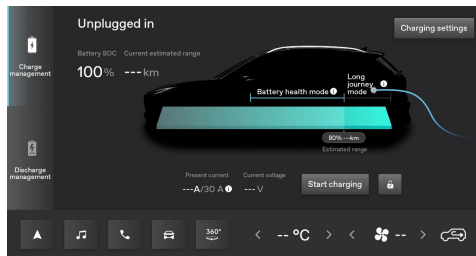 Unplugged in
Charging settings
Charge
management
Battery SOC Current estimated range
100% ---km
Long
journey
mode
Battery health mode
80% ---km
Estimated range
Discharge
management
Present current Current voltage
---A/30 A ---V
Start charging
360°
< -- °C > < -- >